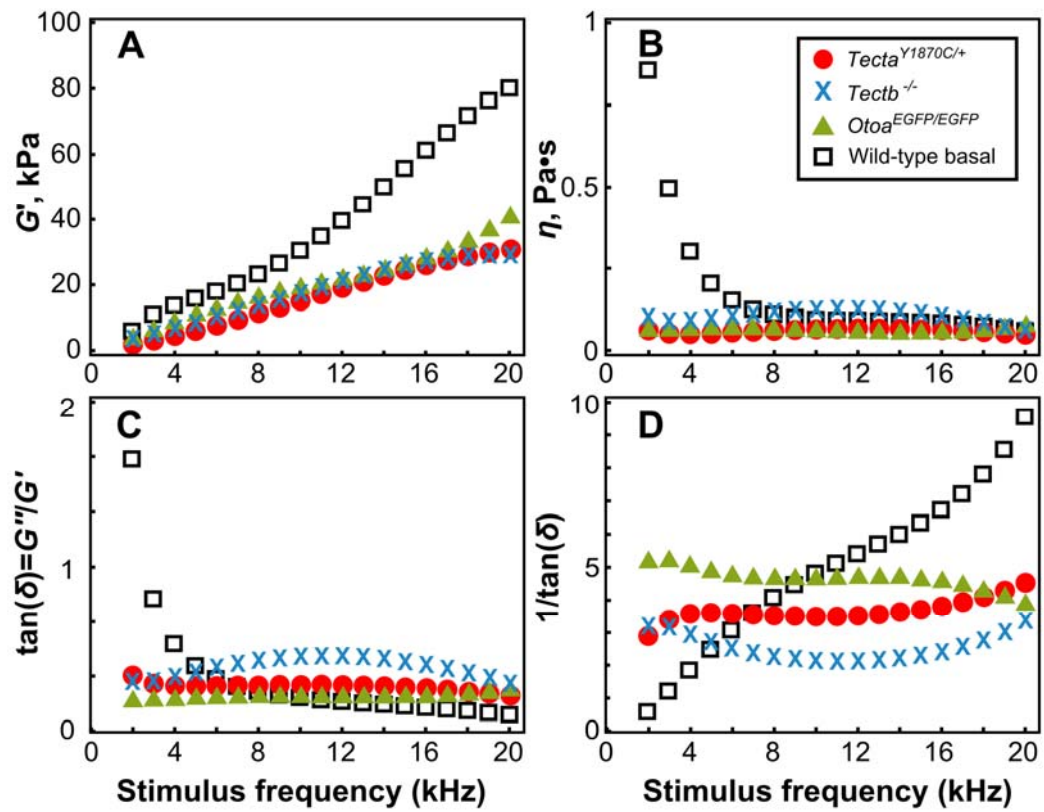 A
G', kPa
100
80
60
40
20
0
0 4 8 12 16 20
B
η, Pa•s
1
0.5
0
0 4 8 12 16 20
Tecta^Y1870C/+
Tectb^-/-
Otoa^EGFP/EGFP
Wild-type basal
C
tan(δ)=G''/G'
2
1
0
0 4 8 12 16 20
Stimulus frequency (kHz)
D
1/tan(δ)
10
5
0
0 4 8 12 16 20
Stimulus frequency (kHz)